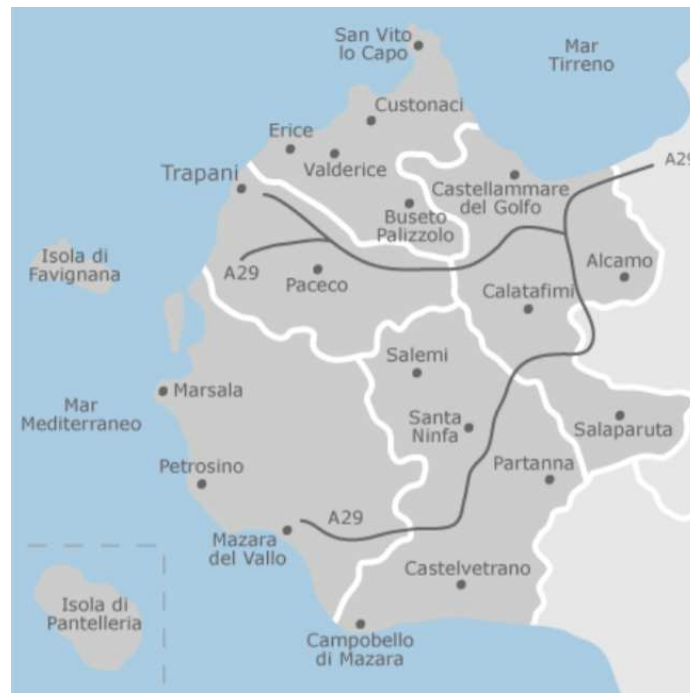 San Vito
lo Capo
Mar
Tirreno
Custonaci
Erice
Valderice
A29
Trapani
Castellammare
del Golfo
Buseto
Palizzolo
Isola di
Favignana
A29
Paceco
Alcamo
Calatafimi
Salemi
Marsala
Mar
Mediterraneo
Santa
Ninfa
Salaparuta
Partanna
Petrosino
A29
Mazara
del Vallo
Castelvetrano
Isola di
Pantelleria
Campobello
di Mazara